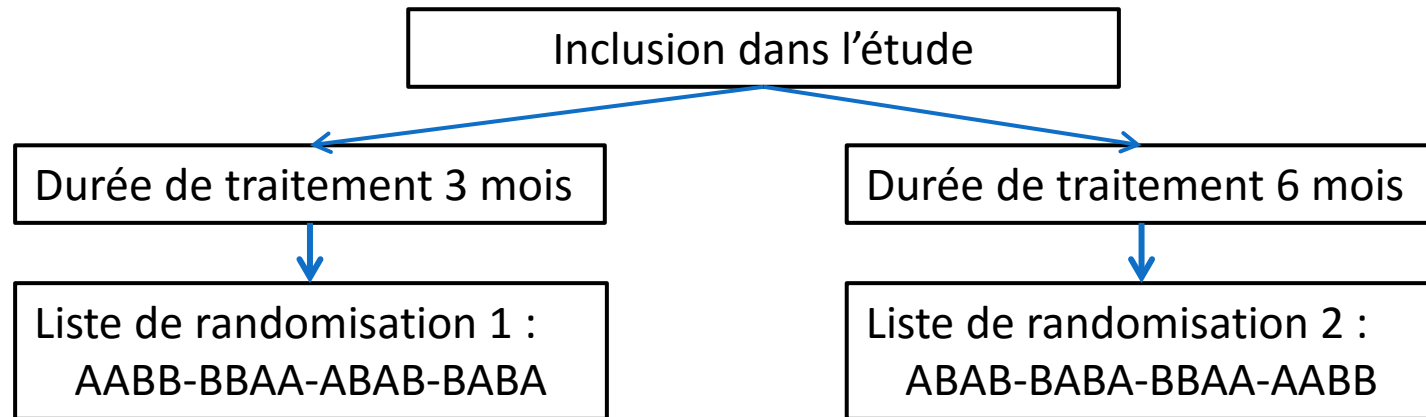 Inclusion dans l’étude
Durée de traitement 3 mois
Durée de traitement 6 mois
Liste de randomisation 1 :
AABB-BBAA-ABAB-BABA
Liste de randomisation 2 :
ABAB-BABA-BBAA-AABB